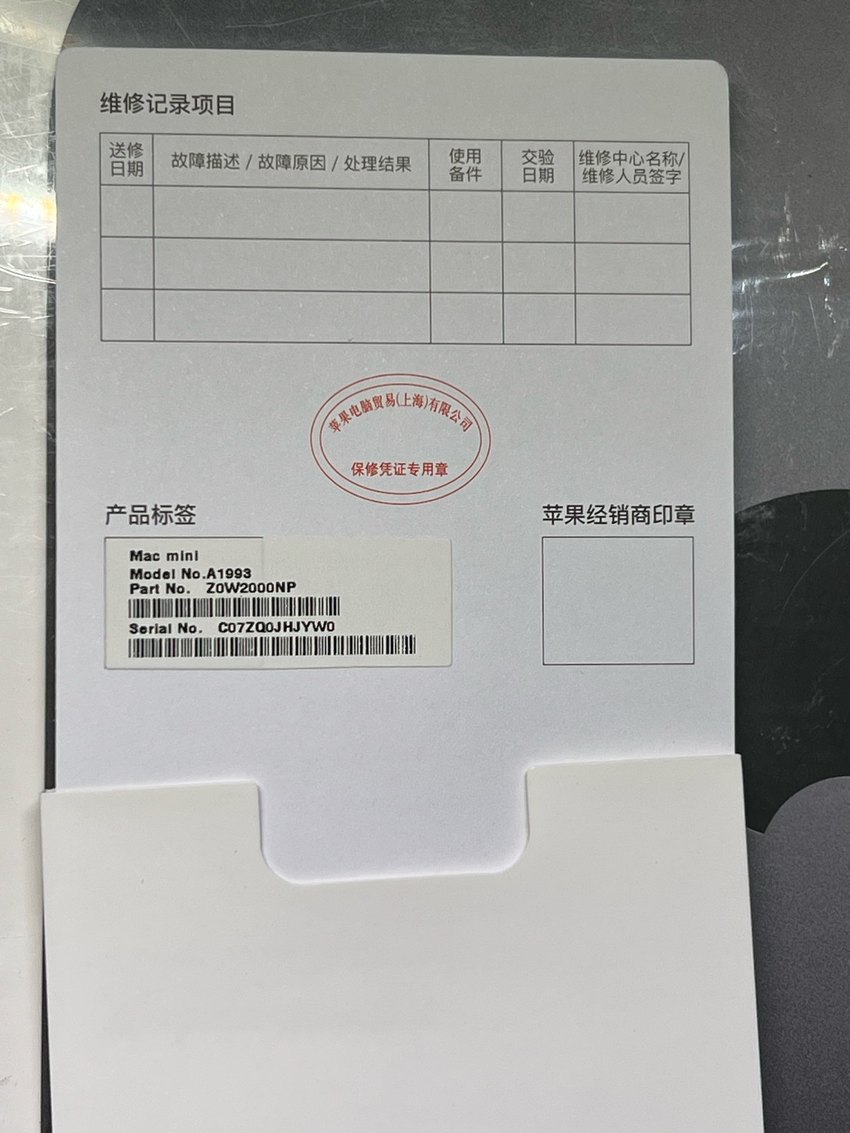 维修记录项目
送修日期
故障描述 / 故障原因 / 处理结果
使用备件
交验日期
维修中心名称/
维修人员签字
苹果电脑贸易(上海)有限公司
保修凭证专用章
产品标签
苹果经销商印章
Mac mini
Model No.A1993
Part No. Z0W2000NP
Serial No. C07ZQ0JHJYW0